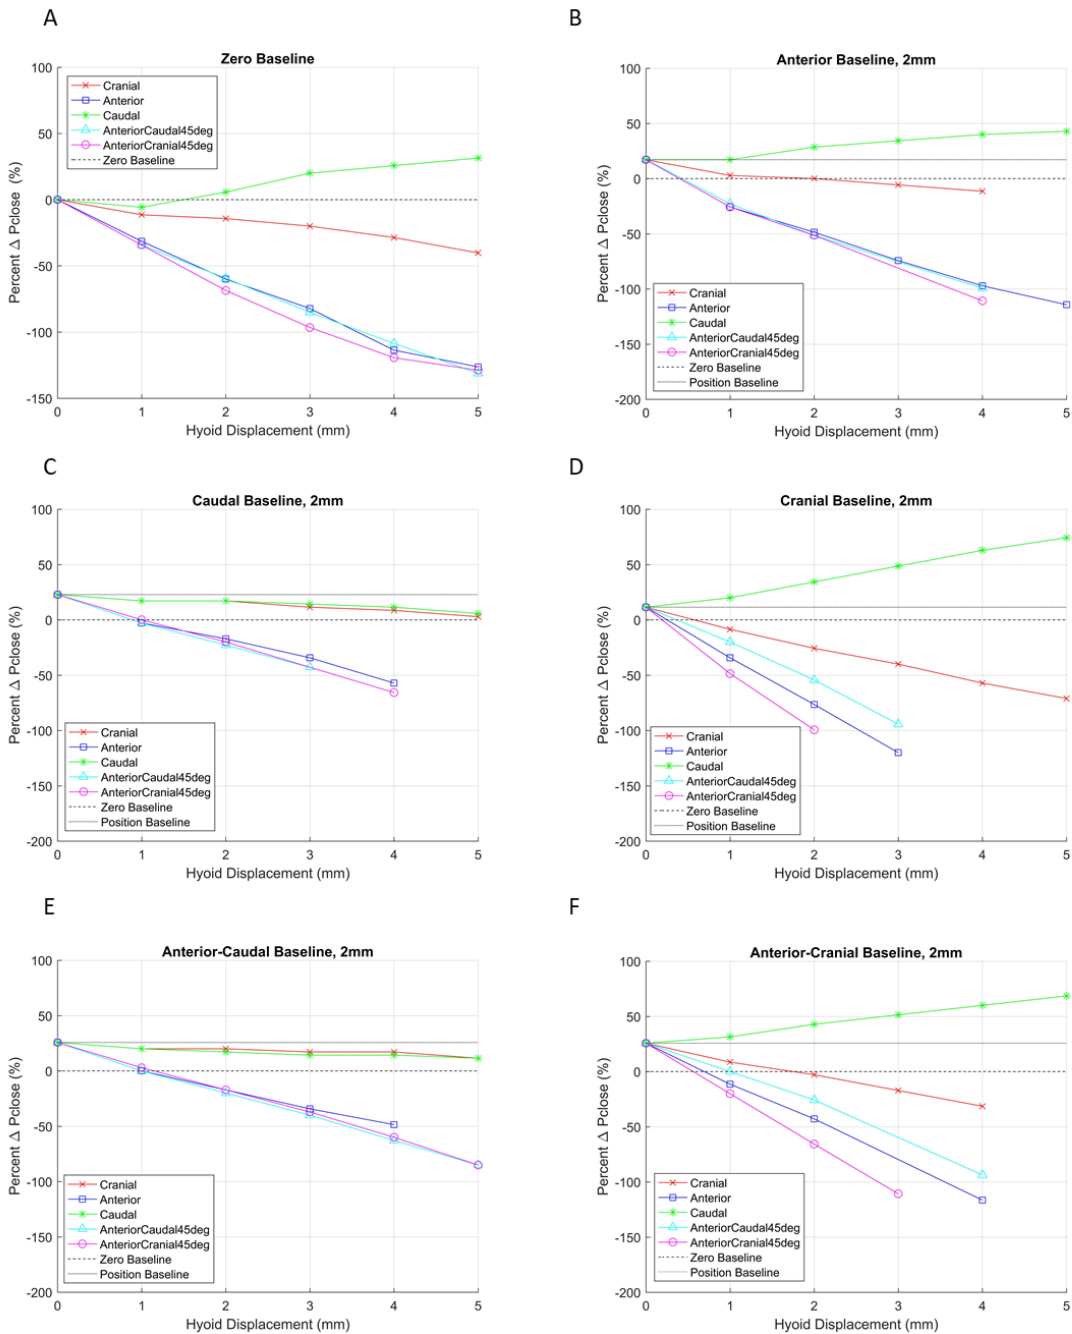 A
Zero Baseline
100
50
0
-50
-100
-150
Percent Δ Pclose (%)
Cranial
Anterior
Caudal
AnteriorCaudal45deg
AnteriorCranial45deg
Zero Baseline
0 1 2 3 4 5
Hyoid Displacement (mm)
B
Anterior Baseline, 2mm
100
50
0
-50
-100
-150
-200
Percent Δ Pclose (%)
Cranial
Anterior
Caudal
AnteriorCaudal45deg
AnteriorCranial45deg
Zero Baseline
Position Baseline
0 1 2 3 4 5
Hyoid Displacement (mm)
C
Caudal Baseline, 2mm
100
50
0
-50
-100
-150
-200
Percent Δ Pclose (%)
Cranial
Anterior
Caudal
AnteriorCaudal45deg
AnteriorCranial45deg
Zero Baseline
Position Baseline
0 1 2 3 4 5
Hyoid Displacement (mm)
D
Cranial Baseline, 2mm
100
50
0
-50
-100
-150
-200
Percent Δ Pclose (%)
Cranial
Anterior
Caudal
AnteriorCaudal45deg
AnteriorCranial45deg
Zero Baseline
Position Baseline
0 1 2 3 4 5
Hyoid Displacement (mm)
E
Anterior-Caudal Baseline, 2mm
100
50
0
-50
-100
-150
-200
Percent Δ Pclose (%)
Cranial
Anterior
Caudal
AnteriorCaudal45deg
AnteriorCranial45deg
Zero Baseline
Position Baseline
0 1 2 3 4 5
Hyoid Displacement (mm)
F
Anterior-Cranial Baseline, 2mm
100
50
0
-50
-100
-150
-200
Percent Δ Pclose (%)
Cranial
Anterior
Caudal
AnteriorCaudal45deg
AnteriorCranial45deg
Zero Baseline
Position Baseline
0 1 2 3 4 5
Hyoid Displacement (mm)